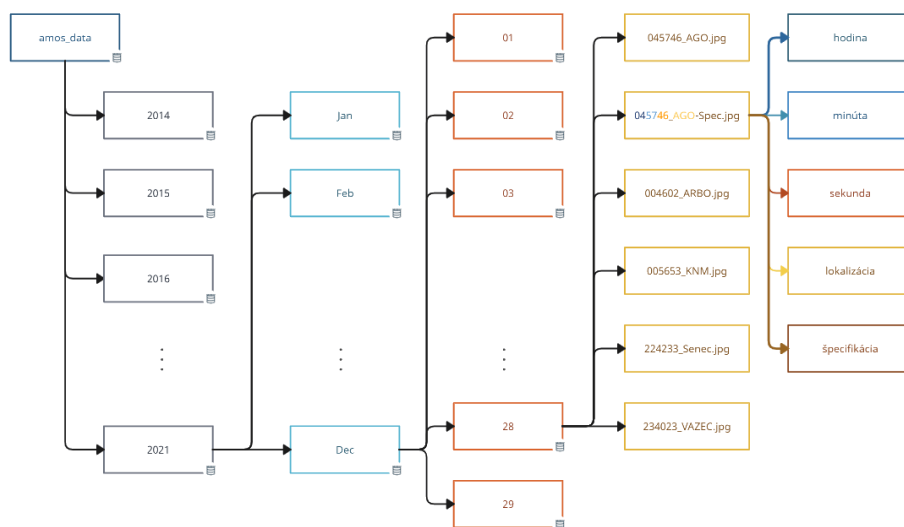 amos_data
2014
2015
2016
2021
Jan
Feb
Dec
01
02
03
28
29
045746_AGO.jpg
045746_AGO-Spec.jpg
004602_ARBO.jpg
005653_KNM.jpg
224233_Senec.jpg
234023_VAZEC.jpg
hodina
minúta
sekunda
lokalizácia
špecifikácia